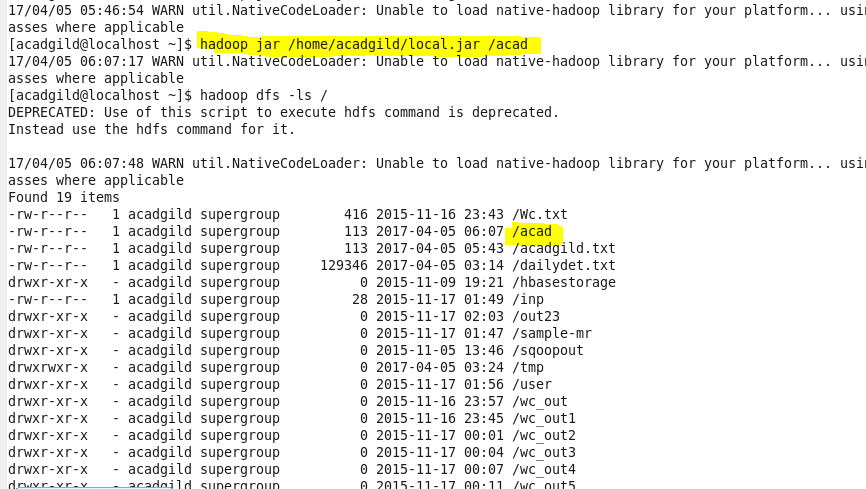 17/04/05 05:46:54 WARN util.NativeCodeLoader: Unable to load native-hadoop library for your platform... usin
asses where applicable
[acadgild@localhost ~]$ hadoop jar /home/acadgild/local.jar /acad
17/04/05 06:07:17 WARN util.NativeCodeLoader: Unable to load native-hadoop library for your platform... usin
asses where applicable
[acadgild@localhost ~]$ hadoop dfs -ls /
DEPRECATED: Use of this script to execute hdfs command is deprecated.
Instead use the hdfs command for it.
17/04/05 06:07:48 WARN util.NativeCodeLoader: Unable to load native-hadoop library for your platform... usin
asses where applicable
Found 19 items
-rw-r--r-- 1 acadgild supergroup 416 2015-11-16 23:43 /Wc.txt
-rw-r--r-- 1 acadgild supergroup 113 2017-04-05 06:07 /acad
-rw-r--r-- 1 acadgild supergroup 113 2017-04-05 05:43 /acadgild.txt
-rw-r--r-- 1 acadgild supergroup 129346 2017-04-05 03:14 /dailydet.txt
drwxr-xr-x - acadgild supergroup 0 2015-11-09 19:21 /hbasestorage
-rw-r--r-- 1 acadgild supergroup 28 2015-11-17 01:49 /inp
drwxr-xr-x - acadgild supergroup 0 2015-11-17 02:03 /out23
drwxr-xr-x - acadgild supergroup 0 2015-11-17 01:47 /sample-mr
drwxr-xr-x - acadgild supergroup 0 2015-11-05 13:46 /sqoopout
drwxrwxr-x - acadgild supergroup 0 2017-04-05 03:24 /tmp
drwxr-xr-x - acadgild supergroup 0 2015-11-17 01:56 /user
drwxr-xr-x - acadgild supergroup 0 2015-11-16 23:57 /wc_out
drwxr-xr-x - acadgild supergroup 0 2015-11-16 23:45 /wc_out1
drwxr-xr-x - acadgild supergroup 0 2015-11-17 00:01 /wc_out2
drwxr-xr-x - acadgild supergroup 0 2015-11-17 00:04 /wc_out3
drwxr-xr-x - acadgild supergroup 0 2015-11-17 00:07 /wc_out4
drwxr-xr-x - acadgild supergroup 0 2015-11-17 00:11 /wc_out5